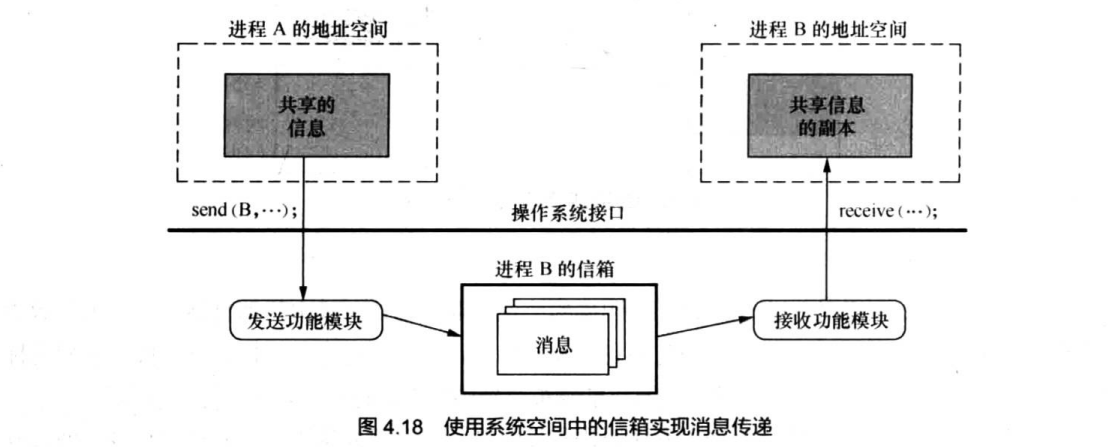 进程 A 的地址空间
进程 B 的地址空间
共享的
信息
共享信息
的副本
send (B,…);
操作系统接口
receive (…);
进程 B 的信箱
发送功能模块
消息
接收功能模块
图 4.18 使用系统空间中的信箱实现消息传递